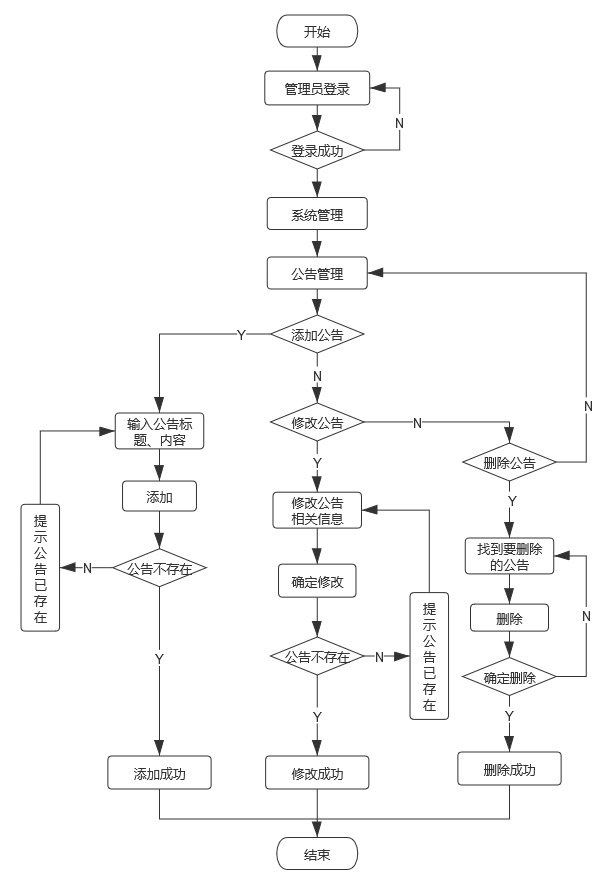 开始
管理员登录
N
登录成功
系统管理
公告管理
添加公告
Y
N
输入公告标
题、内容
添加
公告不存在
N
提
示
公
告
已
存
在
Y
添加成功
修改公告
N
Y
修改公告
相关信息
确定修改
公告不存在
N
提
示
公
告
已
存
在
Y
修改成功
删除公告
N
Y
找到要删除
的公告
删除
确定删除
N
Y
删除成功
结束